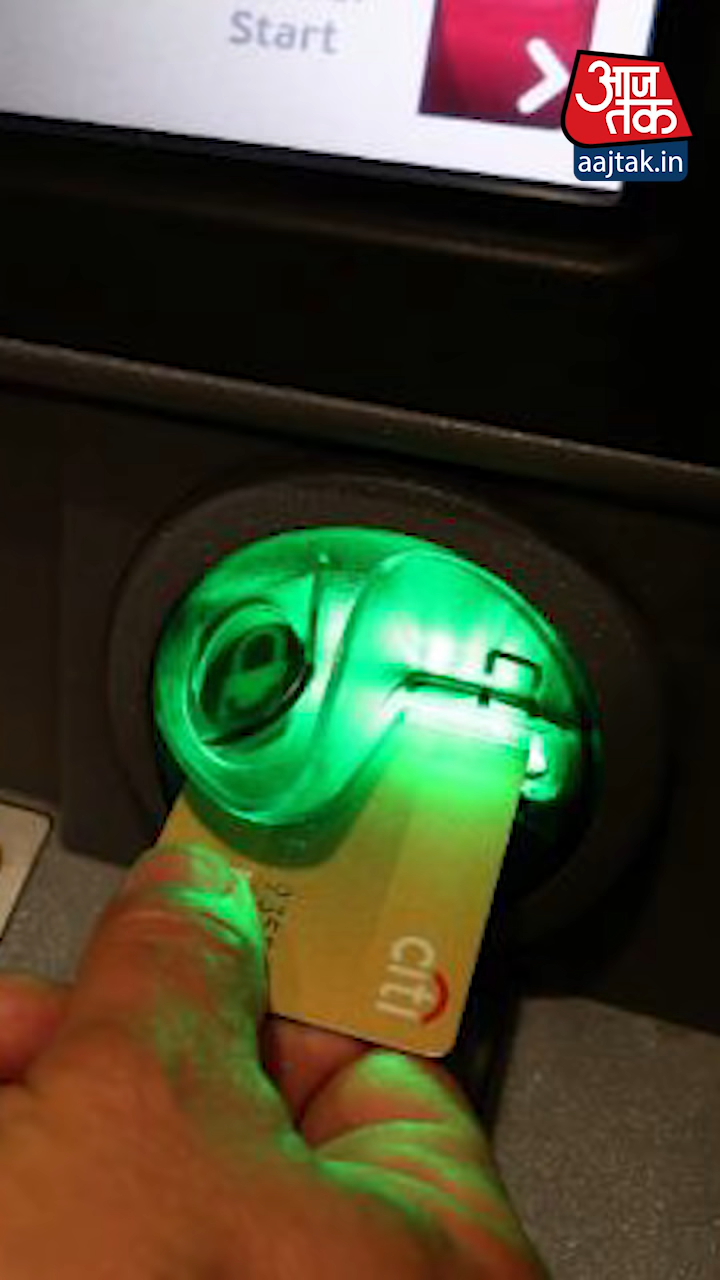 Start
आज
तक
aajtak.in
citi